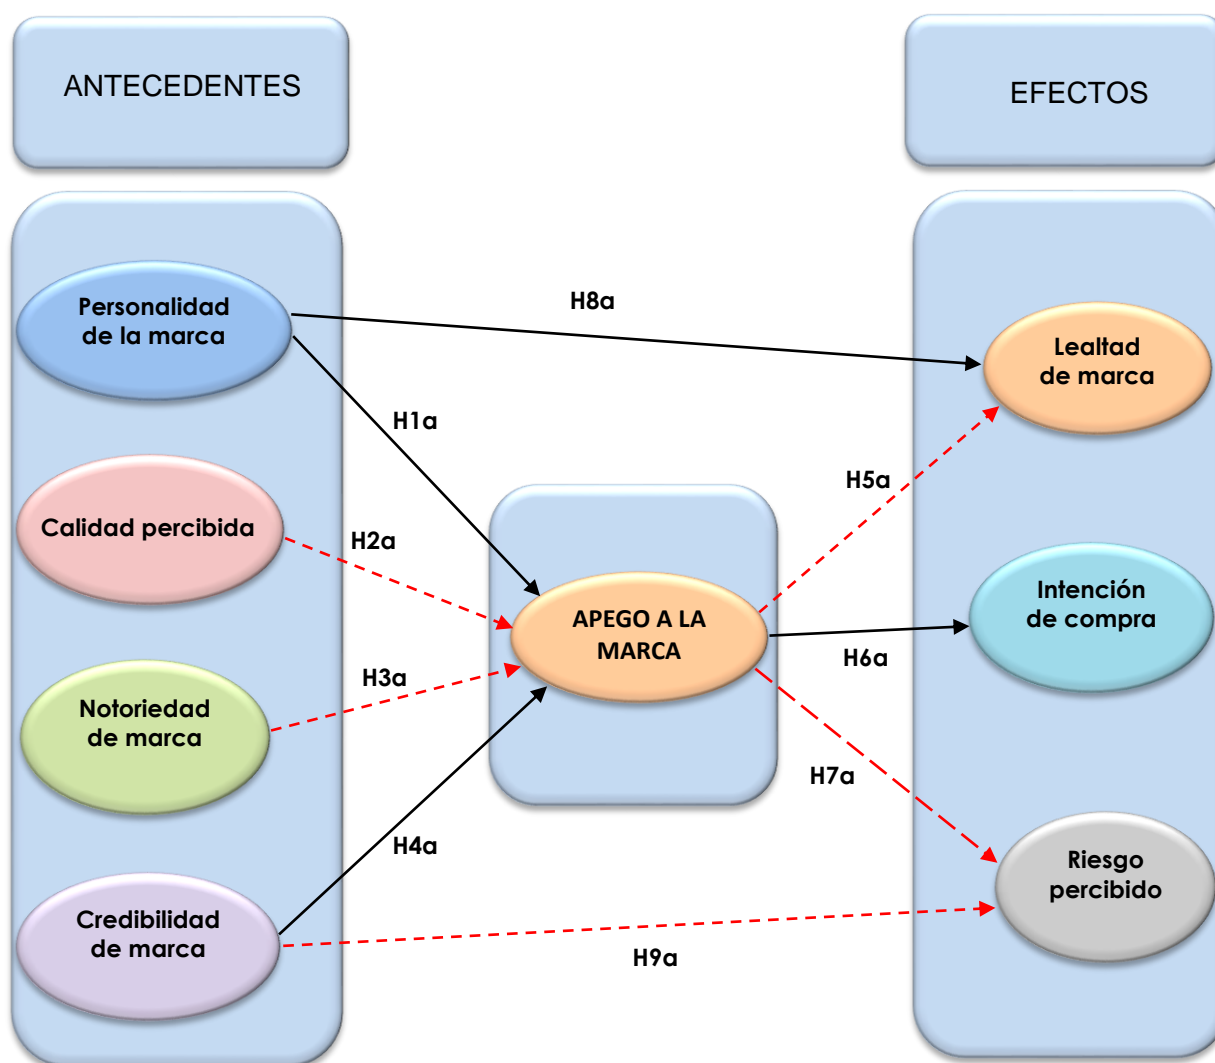 ANTECEDENTES
EFECTOS
Personalidad
de la marca
H8a
Lealtad
de marca
H1a
H5a
Calidad percibida
H2a
Intención
de compra
APEGO A LA
MARCA
H6a
H3a
Notoriedad
de marca
H7a
H4a
Riesgo
percibido
Credibilidad
de marca
H9a